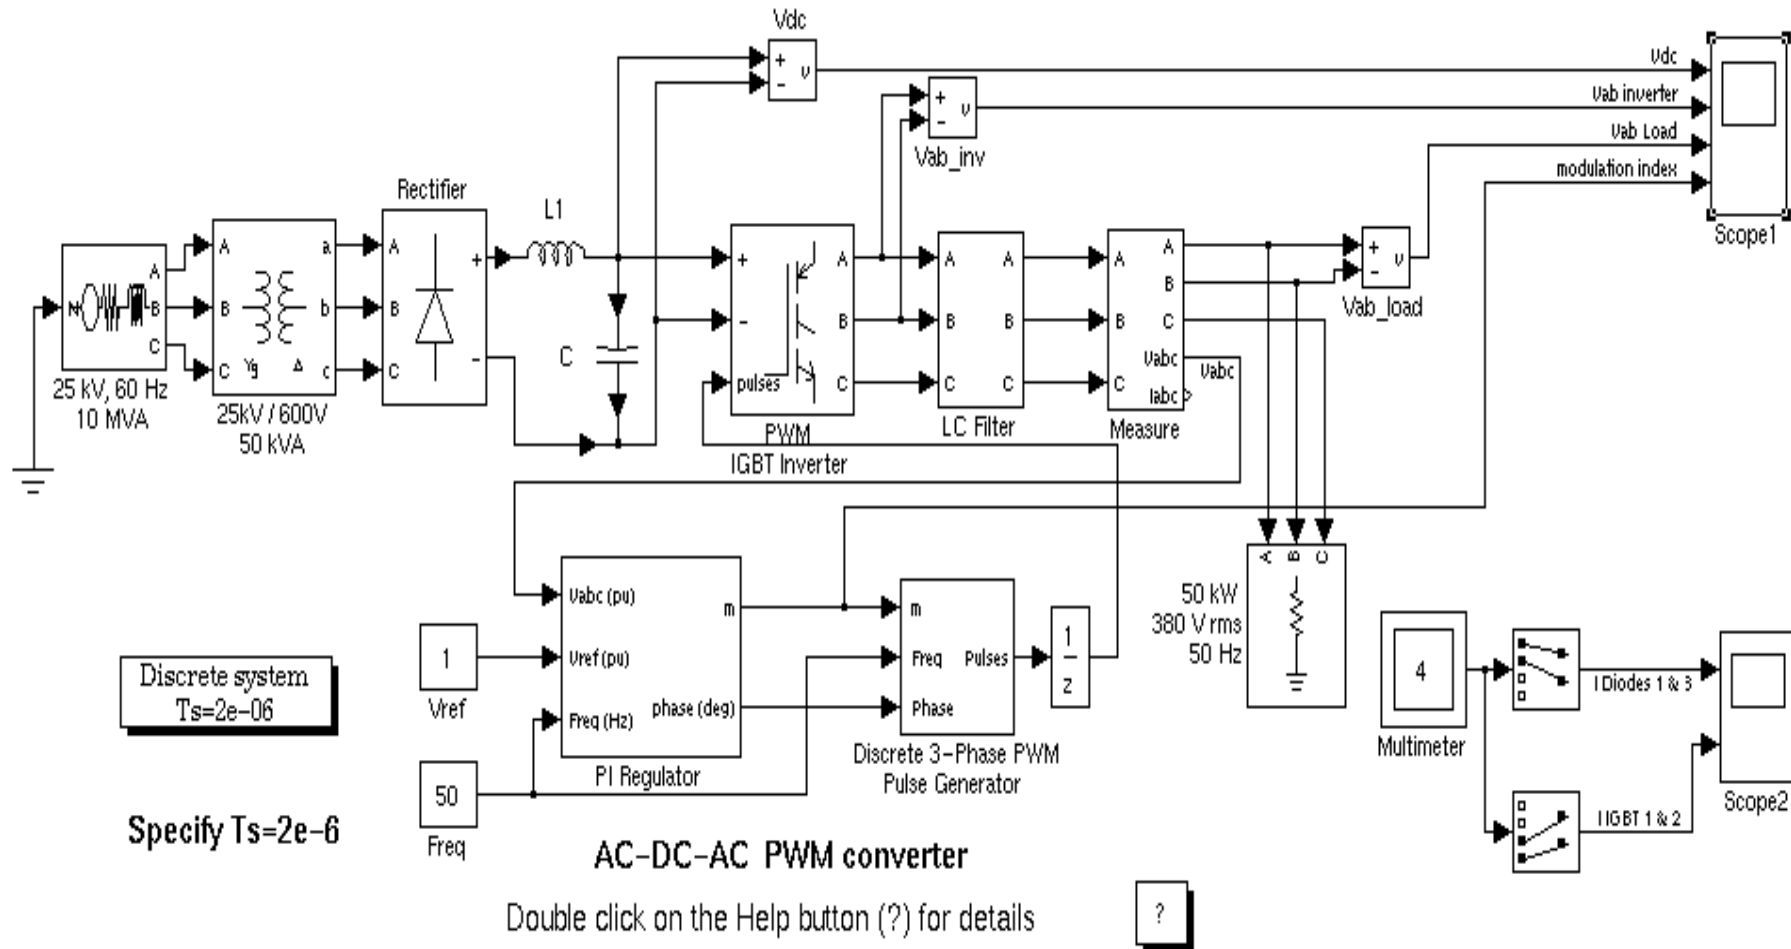 Vdc
+
-
v
Vdc
Vab inverter
Vab Load
modulation index
Scope1
+
-
v
Vab_inv
Rectifier
A
B
C
+
-
L1
C
N
A
B
C
25 kV, 60 Hz
10 MVA
A
B
C
a
b
c
Yg
Δ
25kV / 600V
50 kVA
+
-
pulses
A
B
C
PWM
IGBT Inverter
A
B
C
A
B
C
LC Filter
A
B
C
A
B
C
Vabc
Iabc
Measure
Vabc
+
-
v
Vab_load
A
B
C
50 kW
380 V rms
50 Hz
Discrete system
Ts=2e-06
Specify Ts=2e-6
1
Vref
50
Freq
Vabc (pu)
Vref (pu)
Freq (Hz)
m
phase (deg)
PI Regulator
m
Freq
Phase
Pulses
Discrete 3-Phase PWM
Pulse Generator
1
z
4
Multimeter
I Diodes 1 & 3
I IGBT 1 & 2
Scope2
AC-DC-AC PWM converter
Double click on the Help button (?) for details
?